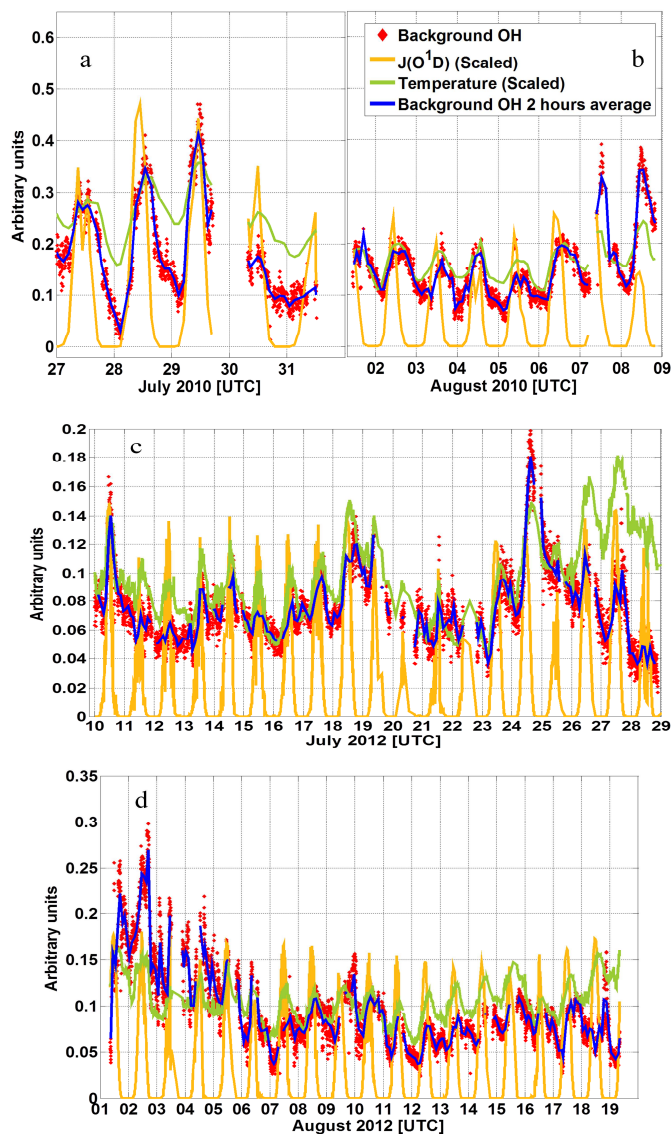 a
b
Background OH
J(O¹D) (Scaled)
Temperature (Scaled)
Background OH 2 hours average
Arbitrary units
0.6
0.5
0.4
0.3
0.2
0.1
0
27 28 29 30 31
July 2010 [UTC]
02 03 04 05 06 07 08 09
August 2010 [UTC]
c
Arbitrary units
0.2
0.18
0.16
0.14
0.12
0.1
0.08
0.06
0.04
0.02
0
10 11 12 13 14 15 16 17 18 19 20 21 22 23 24 25 26 27 28 29
July 2012 [UTC]
d
Arbitrary units
0.35
0.3
0.25
0.2
0.15
0.1
0.05
0
01 02 03 04 05 06 07 08 09 10 11 12 13 14 15 16 17 18 19
August 2012 [UTC]